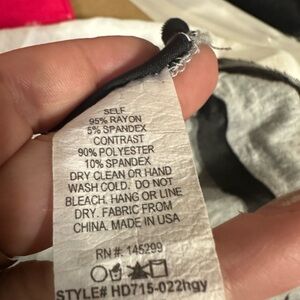 SELF
95% RAYON
5% SPANDEX
CONTRAST
90% POLYESTER
10% SPANDEX
DRY CLEAN OR HAND
WASH COLD. DO NOT
BLEACH. HANG OR LINE
DRY. FABRIC FROM
CHINA. MADE IN USA
RN #: 145299
STYLE# HD715-022hgy